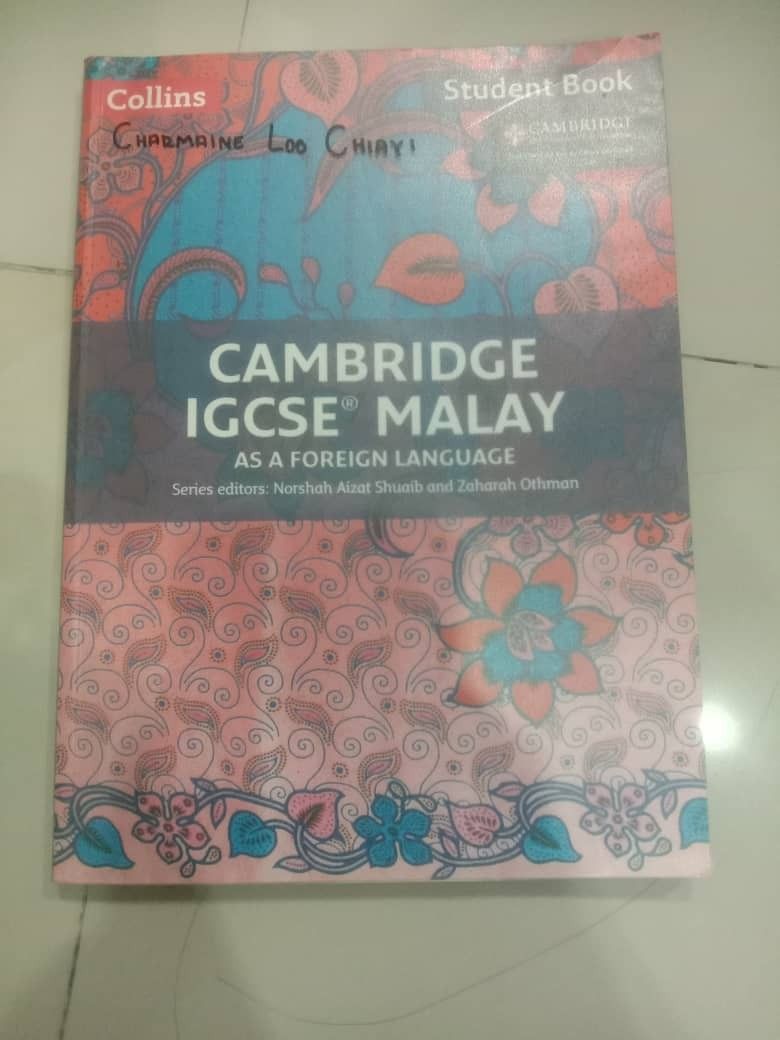 Collins
Student Book
CAMBRIDGE
CHARMAINE LOO CHIAYI
CAMBRIDGE
IGCSE® MALAY
AS A FOREIGN LANGUAGE
Series editors: Norshah Aizat Shuaib and Zaharah Othman